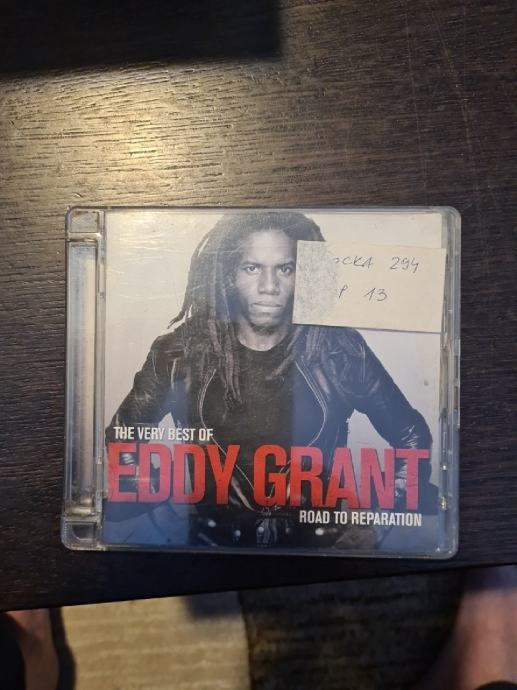 294
13
THE VERY BEST OF
EDDY GRANT
ROAD TO REPARATION